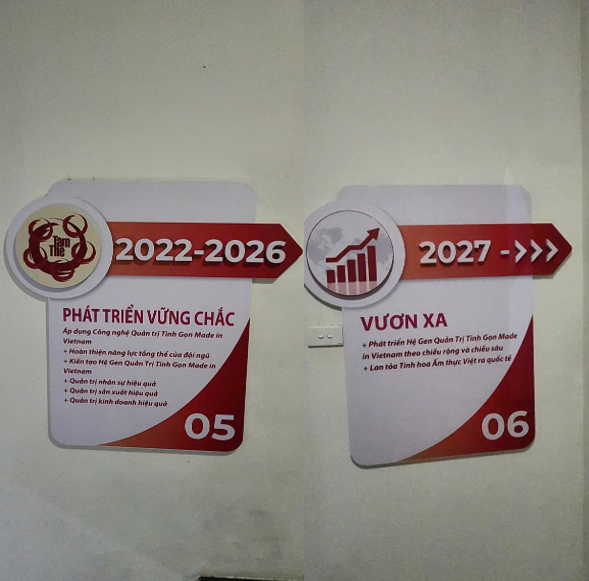 Tâm
Thế
2022-2026
PHÁT TRIỂN VỮNG CHẮC
Áp dụng Công nghệ Quản trị Tinh Gọn Made in
Vietnam
+ Hoàn thiện năng lực tổng thể của đội ngũ
+ Kiến tạo Hệ Gen Quản Trị Tinh Gọn Made in
Vietnam
+ Quản trị nhân sự hiệu quả
+ Quản trị sản xuất hiệu quả
+ Quản trị kinh doanh hiệu quả
05
2027 ->>>
VƯƠN XA
+ Phát triển Hệ Gen Quản Trị Tinh Gọn Made
in Vietnam theo chiều rộng và chiều sâu
+ Lan tỏa Tinh hoa Ẩm thực Việt ra quốc tế
06